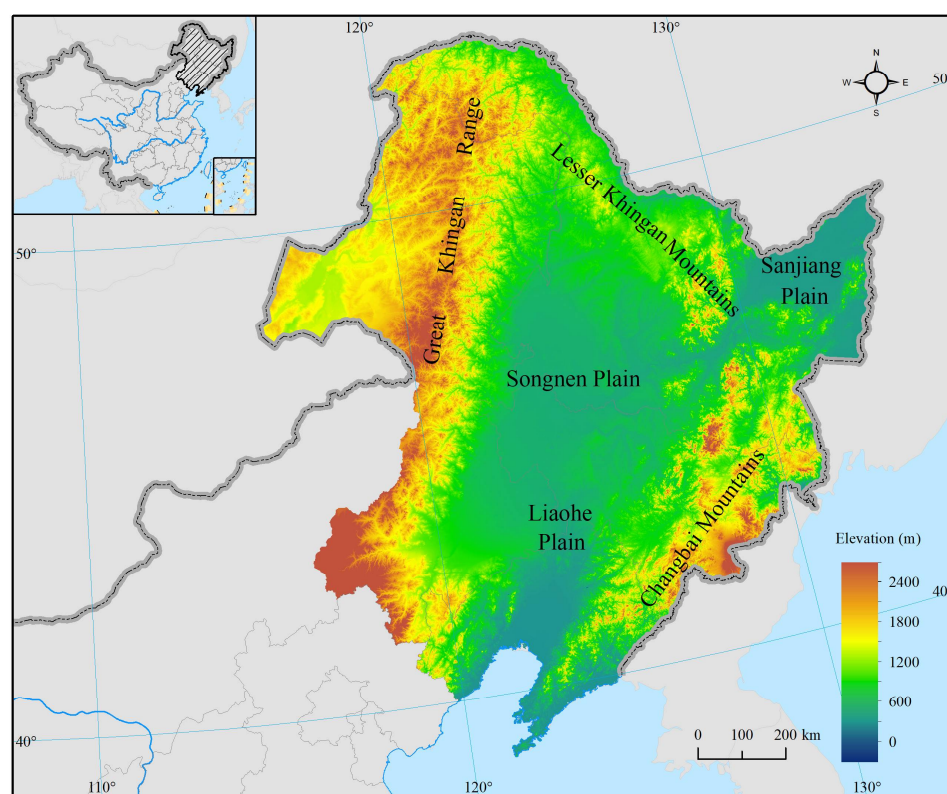 120°
130°
N
W E
S
50°
Great Khingan Range
Lesser Khingan Mountains
Sanjiang
Plain
50°
Songnen Plain
Liaohe
Plain
Changbai Mountains
Elevation (m)
2400
1800
1200
600
0
40°
0 100 200 km
40°
110°
120°
130°